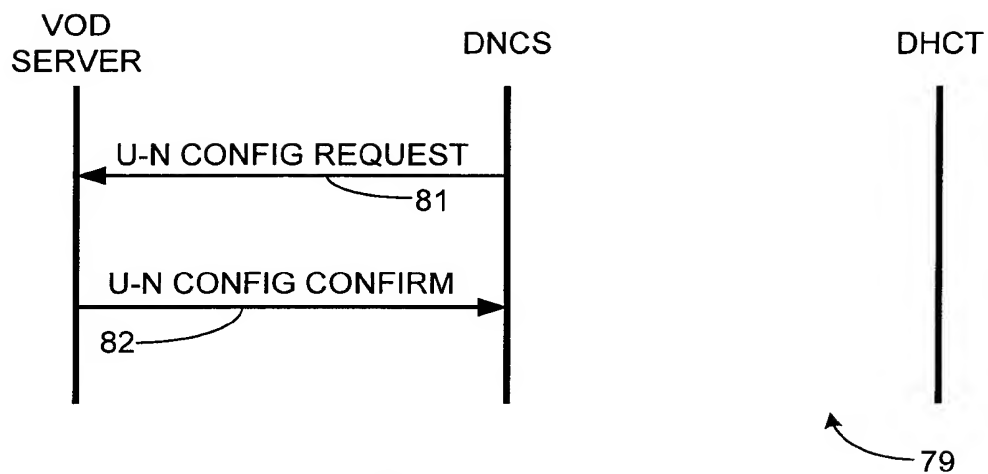 VOD
SERVER
DNCS
DHCT
U-N CONFIG REQUEST
81
U-N CONFIG CONFIRM
82
79